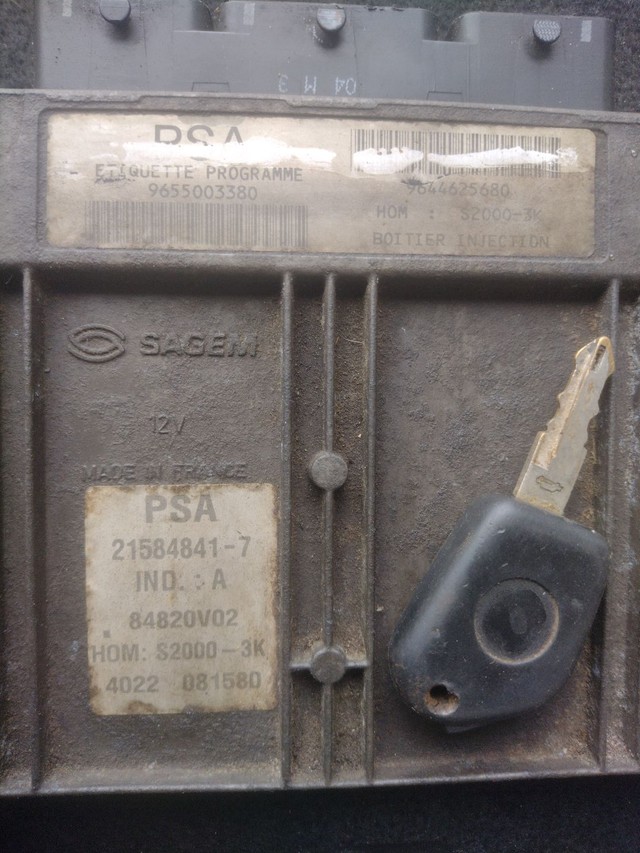 04 M 3
PSA
ETIQUETTE PROGRAMME
9655003380
9644625680
HOM : S2000-3K
BOITIER INJECTION
SAGEM
12V
MADE IN FRANCE
PSA
21584841-7
IND. : A
84820V02
HOM: S2000-3K
4022 081580